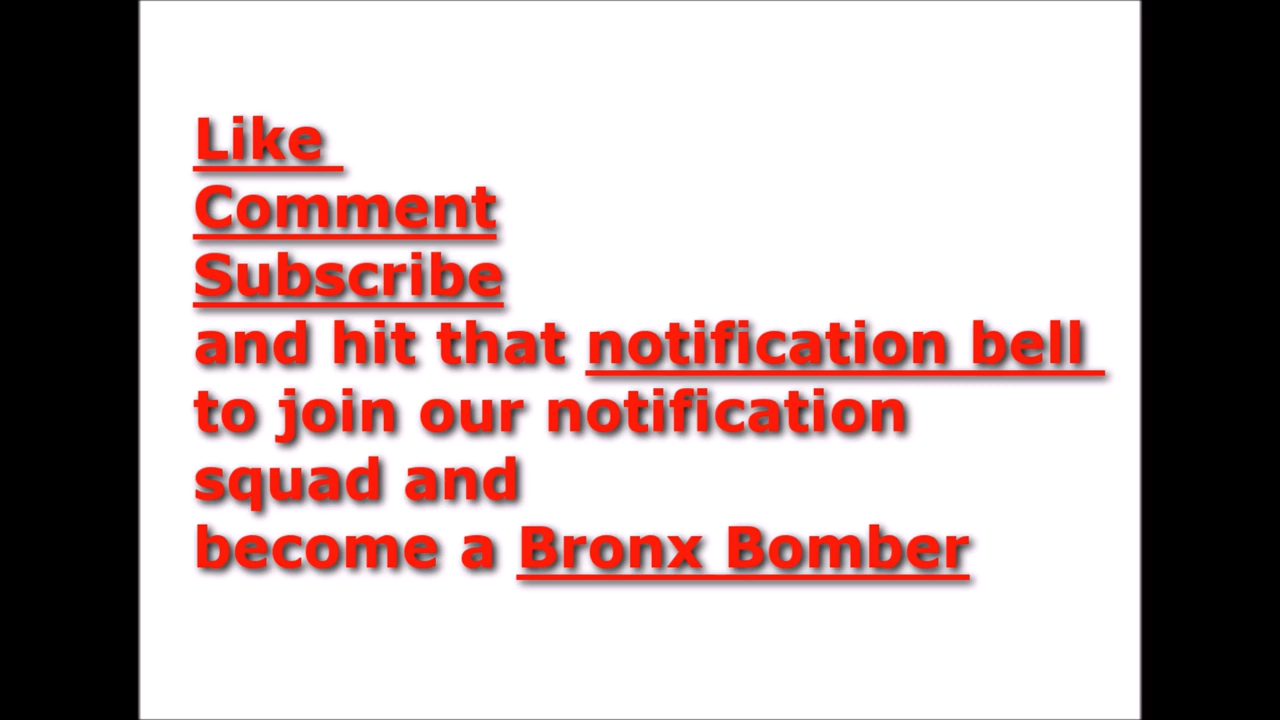 Like
Comment
Subscribe
and hit that notification bell
to join our notification
squad and
become a Bronx Bomber